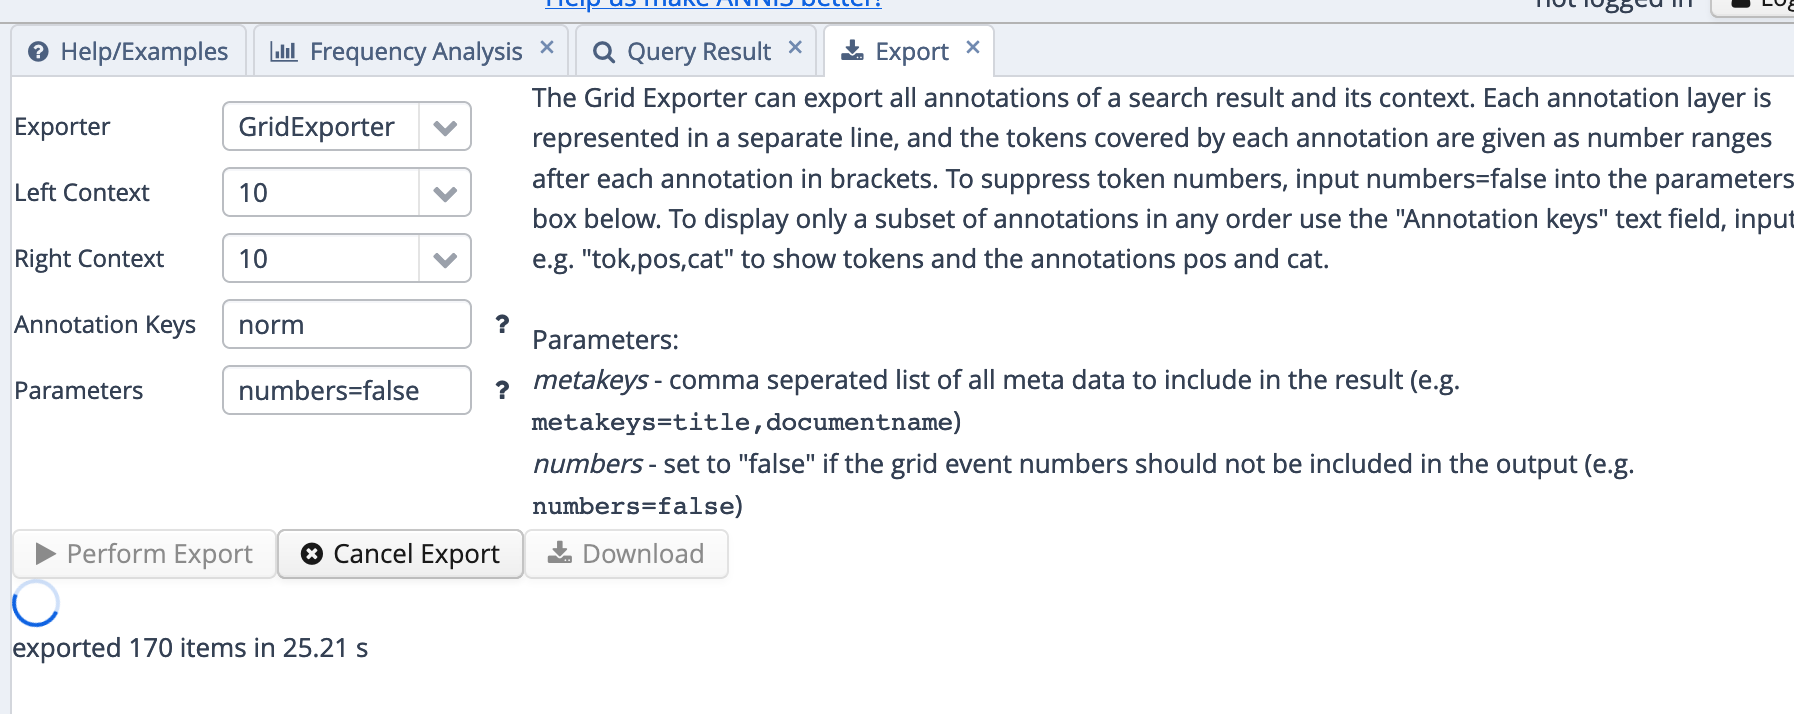 Help us make ANNIS better!
not logged in
Help/Examples
Frequency Analysis
Query Result
Export
Exporter
GridExporter
Left Context
10
Right Context
10
Annotation Keys
norm
?
Parameters
numbers=false
?
The Grid Exporter can export all annotations of a search result and its context. Each annotation layer is
represented in a separate line, and the tokens covered by each annotation are given as number ranges
after each annotation in brackets. To suppress token numbers, input numbers=false into the parameters
box below. To display only a subset of annotations in any order use the "Annotation keys" text field, input
e.g. "tok,pos,cat" to show tokens and the annotations pos and cat.
Parameters:
metakeys - comma seperated list of all meta data to include in the result (e.g.
metakeys=title,documentname)
numbers - set to "false" if the grid event numbers should not be included in the output (e.g.
numbers=false)
Perform Export
Cancel Export
Download
exported 170 items in 25.21 s